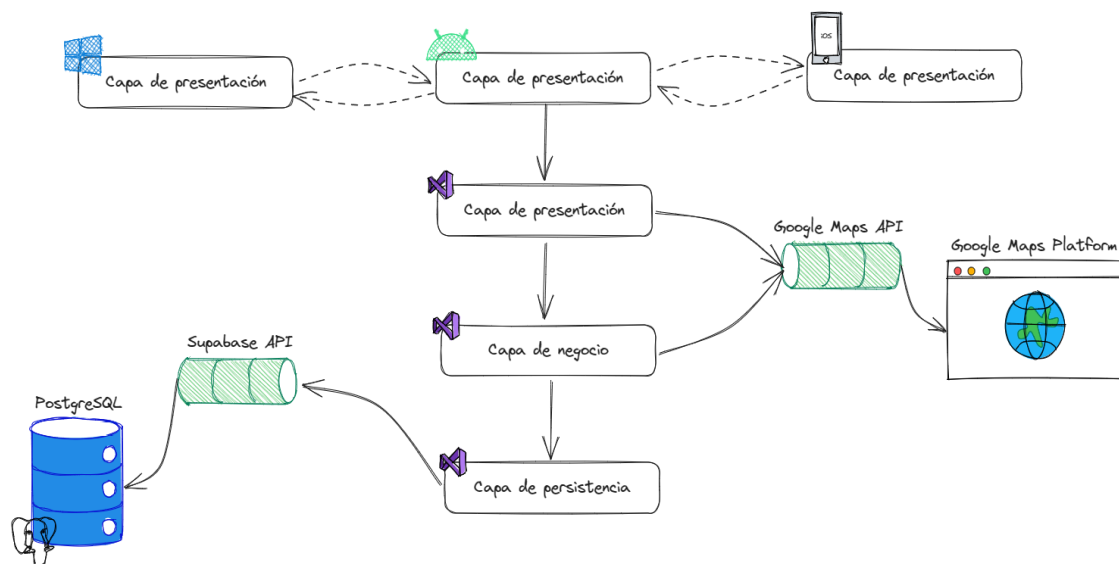 iOS
Capa de presentación
Capa de presentación
Capa de presentación
Capa de presentación
Google Maps API
Google Maps Platform
Supabase API
Capa de negocio
PostgreSQL
Capa de persistencia